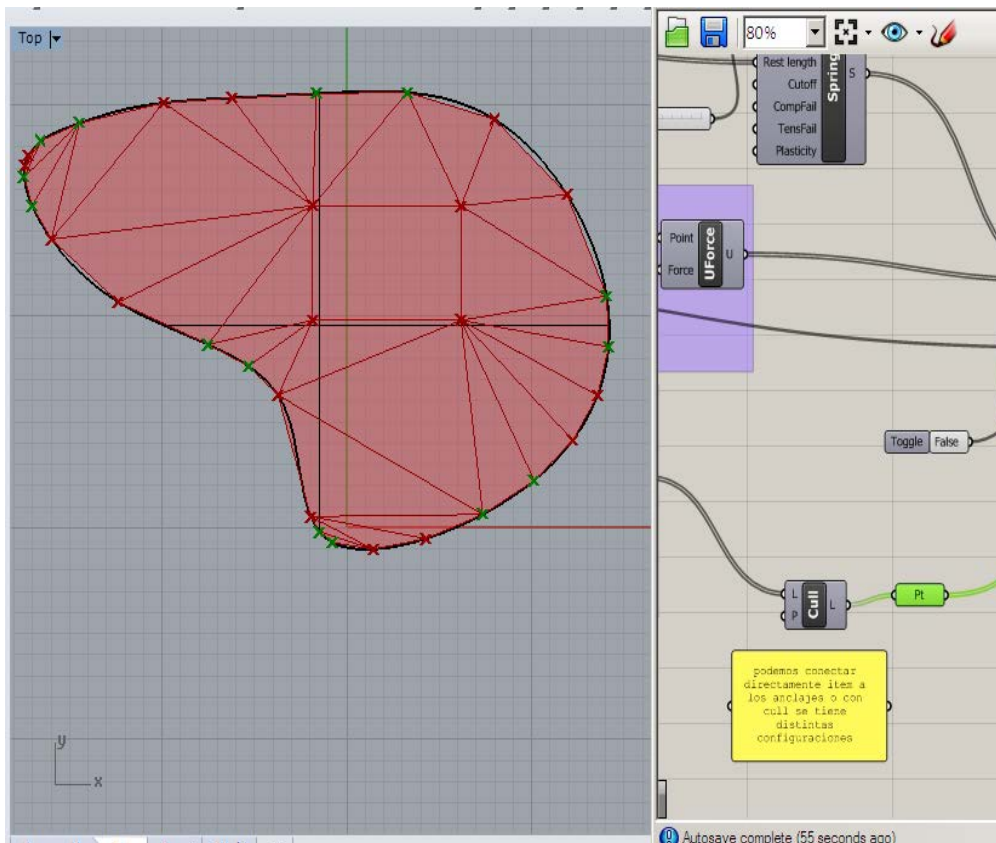 Top
80%
Rest length
Cutoff
CompFail
TensFail
Plasticity
Spring
S
Point
Force
UForce
U
Toggle False
L
P
Cull
L
Pt
podemos conectar
directamente item a
los anclajes o con
cull se tiene
distintas
configuraciones
y
x
Autosave complete (55 seconds ago)